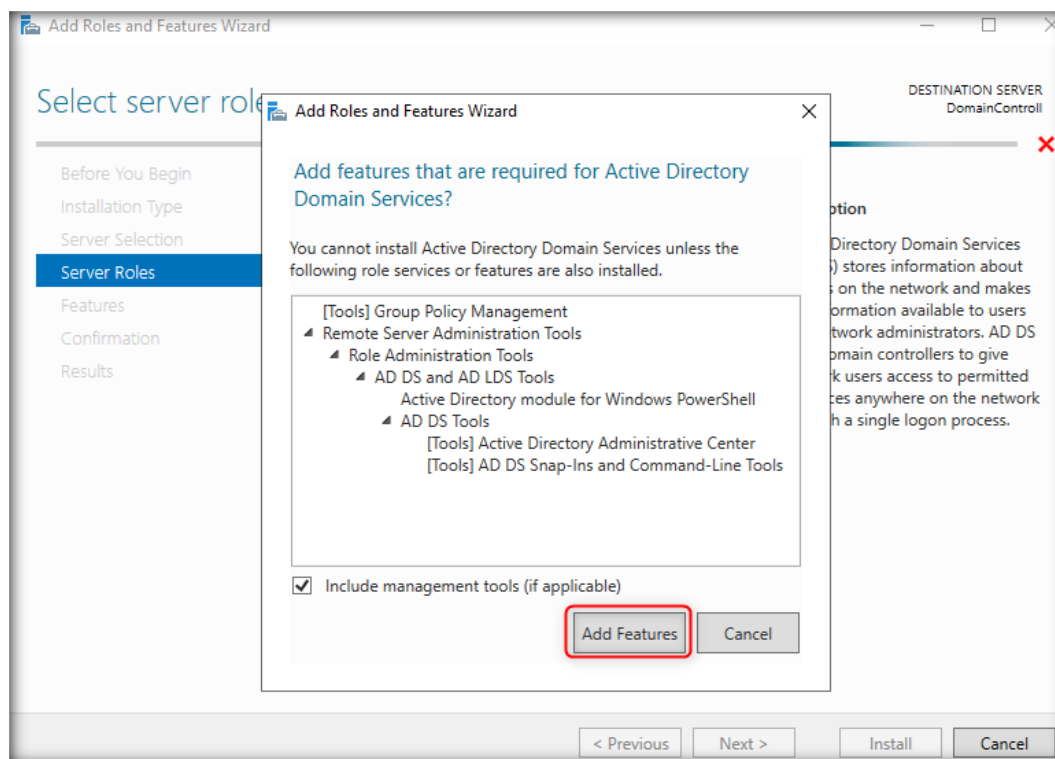 Add Roles and Features Wizard
Select server role
DESTINATION SERVER
DomainControll
Before You Begin
Installation Type
Server Selection
Server Roles
Features
Confirmation
Results
Add Roles and Features Wizard
Add features that are required for Active Directory
Domain Services?
You cannot install Active Directory Domain Services unless the
following role services or features are also installed.
[Tools] Group Policy Management
Remote Server Administration Tools
Role Administration Tools
AD DS and AD LDS Tools
Active Directory module for Windows PowerShell
AD DS Tools
[Tools] Active Directory Administrative Center
[Tools] AD DS Snap-Ins and Command-Line Tools
Include management tools (if applicable)
Add Features
Cancel
Directory Domain Services
) stores information about
on the network and makes
ormation available to users
twork administrators. AD DS
omain controllers to give
k users access to permitted
ces anywhere on the network
h a single logon process.
< Previous
Next >
Install
Cancel